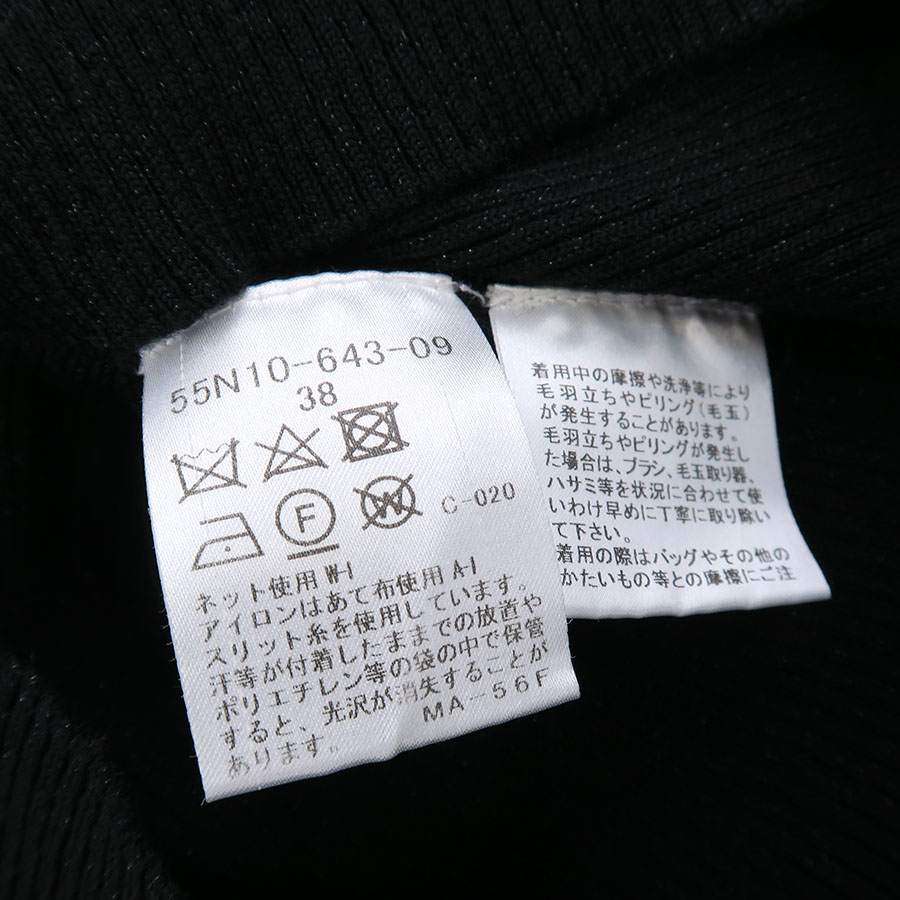 55N10-643-09
38
F
W
C-020
ネット使用 W-1
アイロンはあて布使用 A-1
スリット糸を使用しています。
汗等が付着したままでの放置や
ポリエチレン等の袋の中で保管
すると、光沢が消失することが
あります。
MA-56F
着用中の摩擦や洗浄等により
毛羽立ちやピリング(毛玉)
が発生することがあります。
毛羽立ちやピリングが発生し
た場合は、ブラシ、毛玉取り器、
ハサミ等を状況に合わせて使
いわけ早めに丁寧に取り除い
て下さい。
着用の際はバッグやその他の
かたいもの等との摩擦にご注